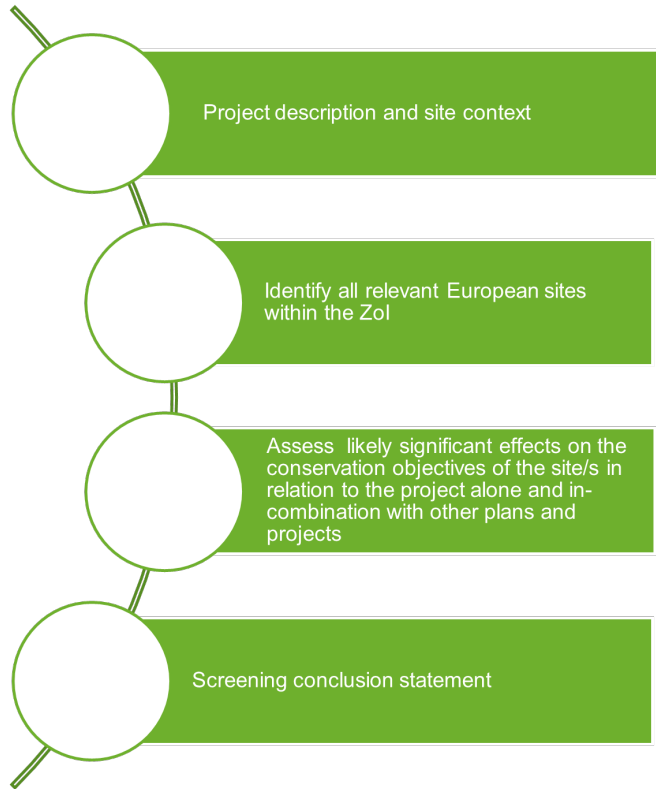 Project description and site context
Identify all relevant European sites
within the ZoI
Assess likely significant effects on the
conservation objectives of the site/s in
relation to the project alone and in-
combination with other plans and
projects
Screening conclusion statement